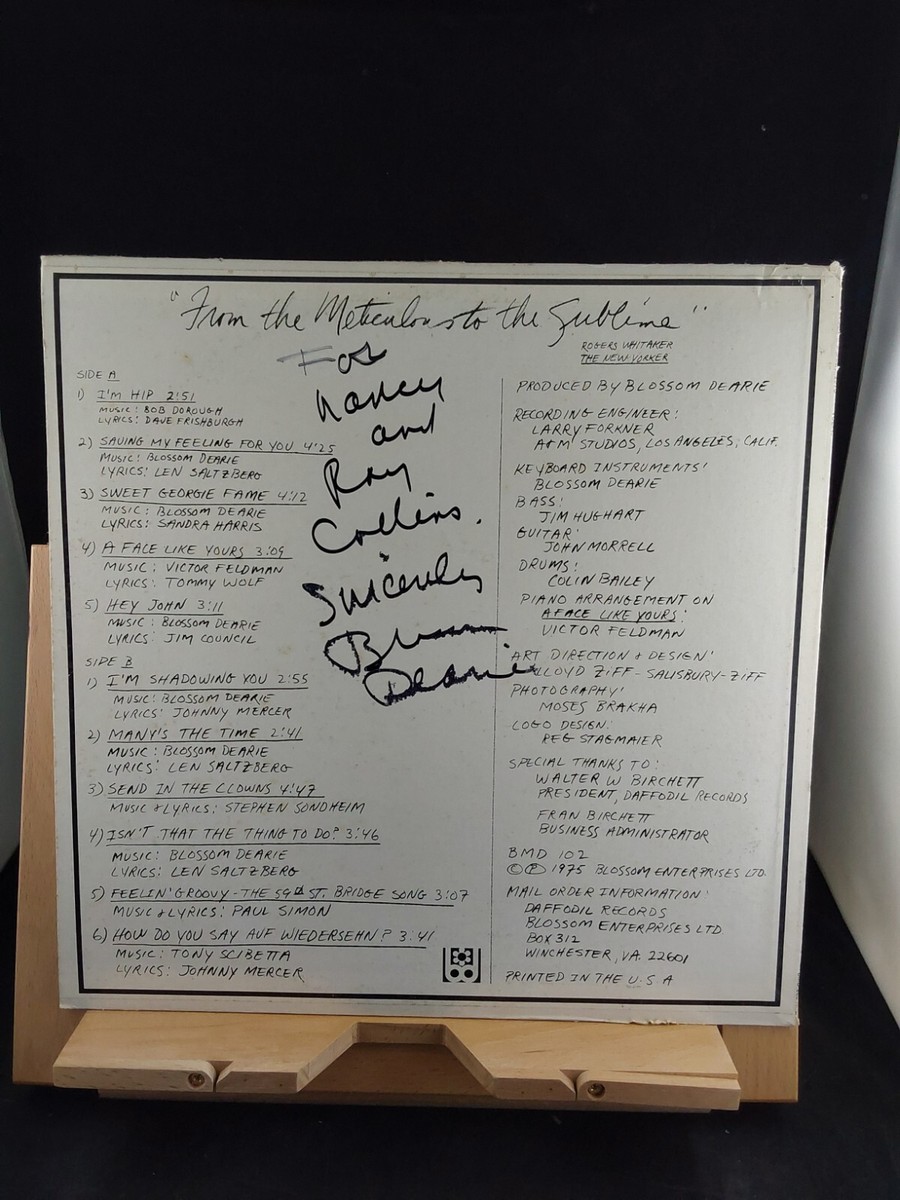 "From the Meticulous to the Sublime"
ROGERS WHITAKER
THE NEW YORKER
For
Nancy
and
Ray
Collins.
Sincerely
Blossom
Dearie
SIDE A
1) I'M HIP 2:51
MUSIC: BOB DOROUGH
LYRICS: DAVE FRISHBURGH
2) SAVING MY FEELING FOR YOU 4:25
MUSIC: BLOSSOM DEARIE
LYRICS: LEN SALTZBERG
3) SWEET GEORGIE FAME 4:12
MUSIC: BLOSSOM DEARIE
LYRICS: SANDRA HARRIS
4) A FACE LIKE YOURS 3:09
MUSIC: VICTOR FELDMAN
LYRICS: TOMMY WOLF
5) HEY JOHN 3:11
MUSIC: BLOSSOM DEARIE
LYRICS: JIM COUNCIL
SIDE B
1) I'M SHADOWING YOU 2:55
MUSIC: BLOSSOM DEARIE
LYRICS: JOHNNY MERCER
2) MANY'S THE TIME 2:41
MUSIC: BLOSSOM DEARIE
LYRICS: LEN SALTZBERG
3) SEND IN THE CLOWNS 4:47
MUSIC & LYRICS: STEPHEN SONDHEIM
4) ISN'T THAT THE THING TO DO? 3:46
MUSIC: BLOSSOM DEARIE
LYRICS: LEN SALTZBERG
5) FEELIN' GROOVY - THE 59th ST. BRIDGE SONG 3:07
MUSIC & LYRICS: PAUL SIMON
6) HOW DO YOU SAY AUF WIEDERSEHN? 3:41
MUSIC: TONY SCIBETTA
LYRICS: JOHNNY MERCER
PRODUCED BY BLOSSOM DEARIE
RECORDING ENGINEER:
LARRY FORKNER
A&M STUDIOS, LOS ANGELES, CALIF.
KEYBOARD INSTRUMENTS:
BLOSSOM DEARIE
BASS:
JIM HUGHART
GUITAR:
JOHN MORRELL
DRUMS:
COLIN BAILEY
PIANO ARRANGEMENT ON
A FACE LIKE YOURS:
VICTOR FELDMAN
ART DIRECTION & DESIGN:
LLOYD ZIFF - SALISBURY-ZIFF
PHOTOGRAPHY:
MOSES BRAKHA
LOGO DESIGN:
REG STAGMAIER
SPECIAL THANKS TO:
WALTER W BIRCHETT
PRESIDENT, DAFFODIL RECORDS
FRAN BIRCHETT
BUSINESS ADMINISTRATOR
BMD 102
© ℗ 1975 BLOSSOM ENTERPRISES LTD.
MAIL ORDER INFORMATION:
DAFFODIL RECORDS
BLOSSOM ENTERPRISES LTD
BOX 312
WINCHESTER, VA. 22601
PRINTED IN THE U.S.A